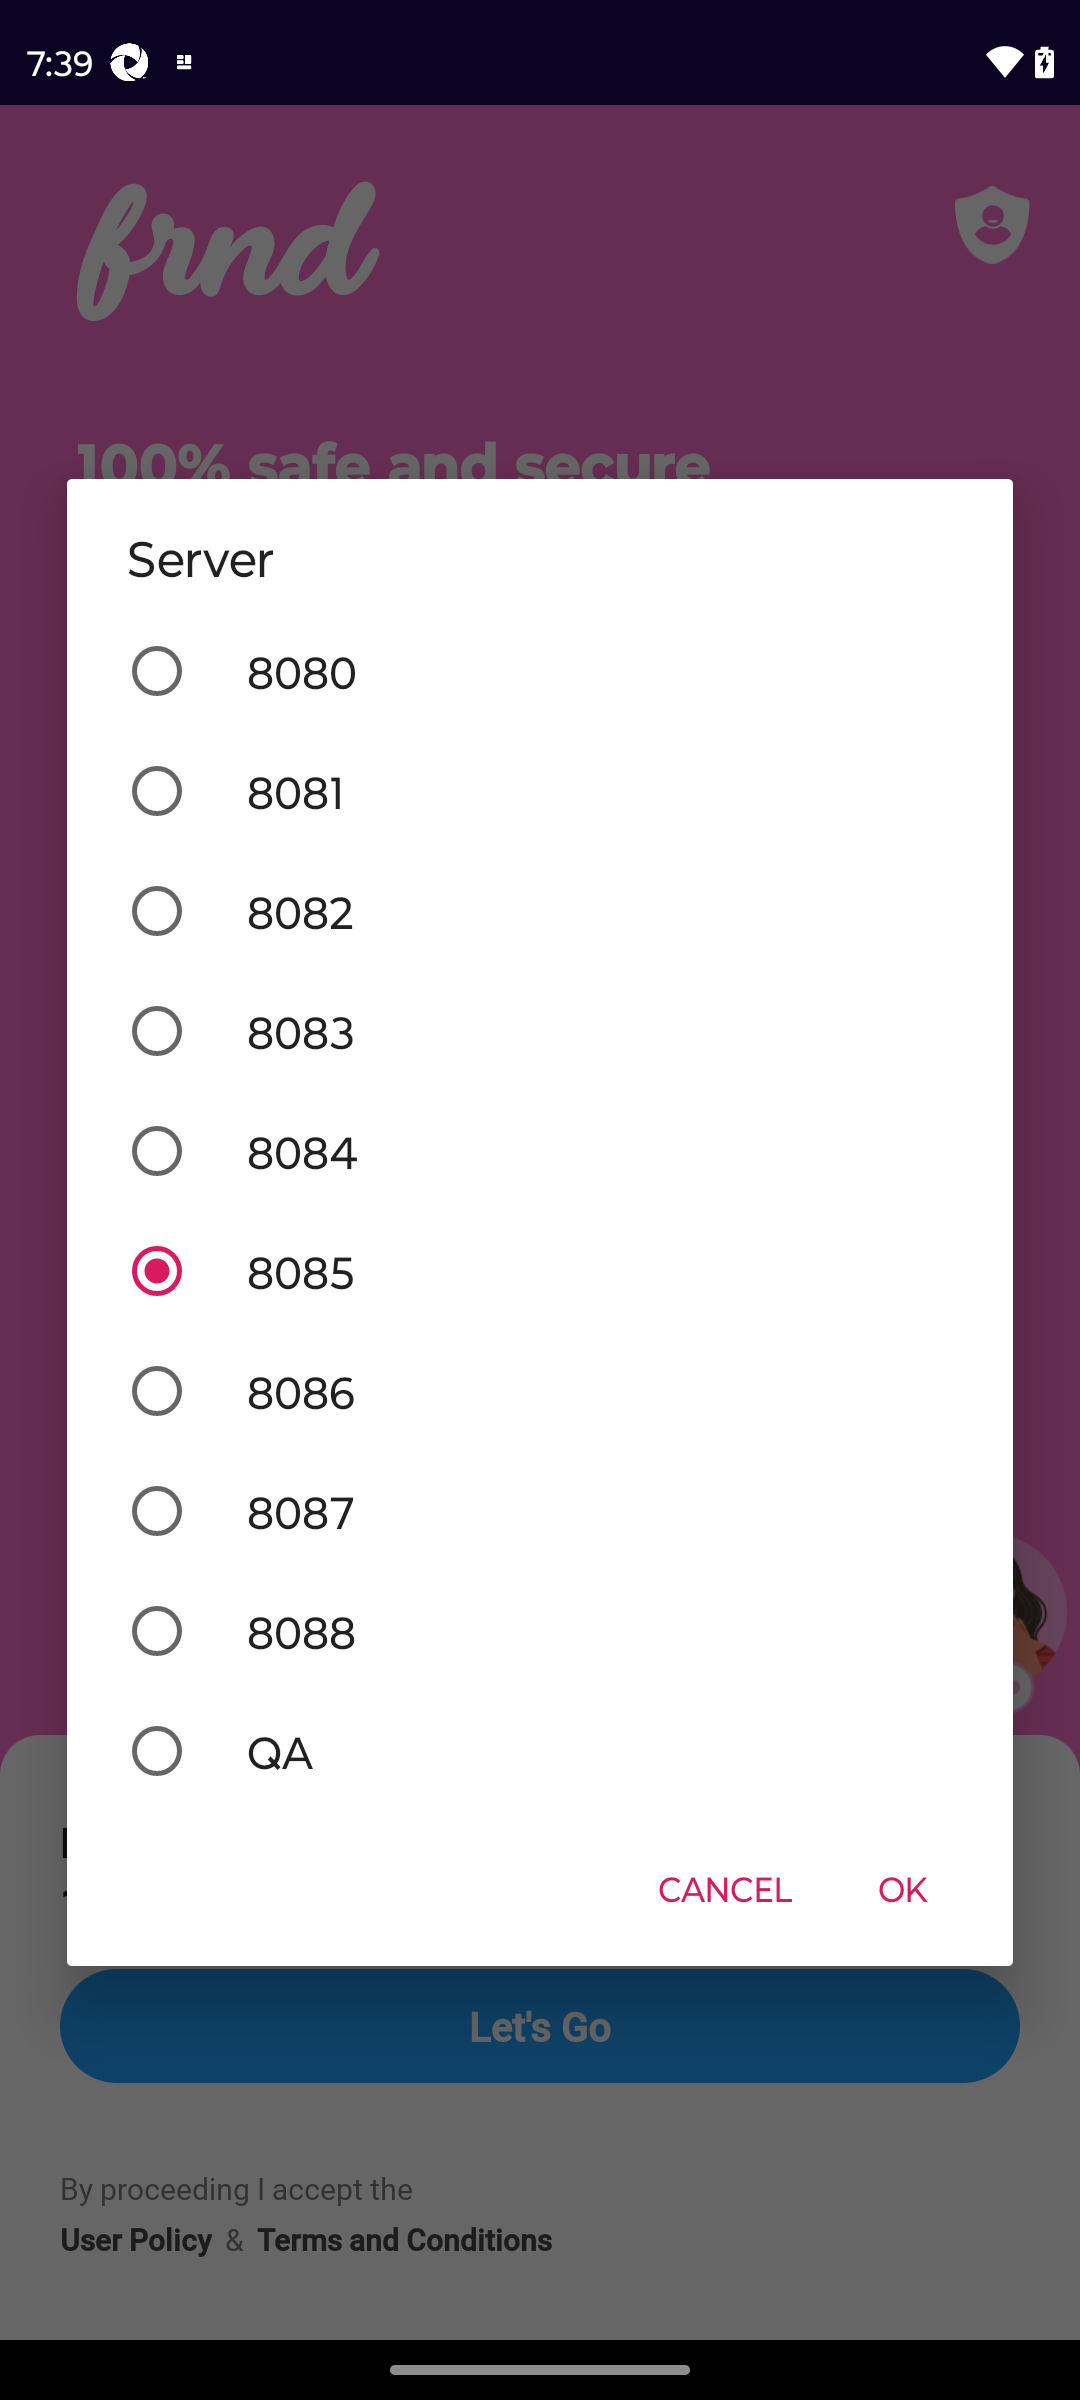 7:39
frnd
100% safe and secure
Server
8080
8081
8082
8083
8084
8085
8086
8087
8088
QA
CANCEL OK
Let's Go
By proceeding I accept the
User Policy & Terms and Conditions